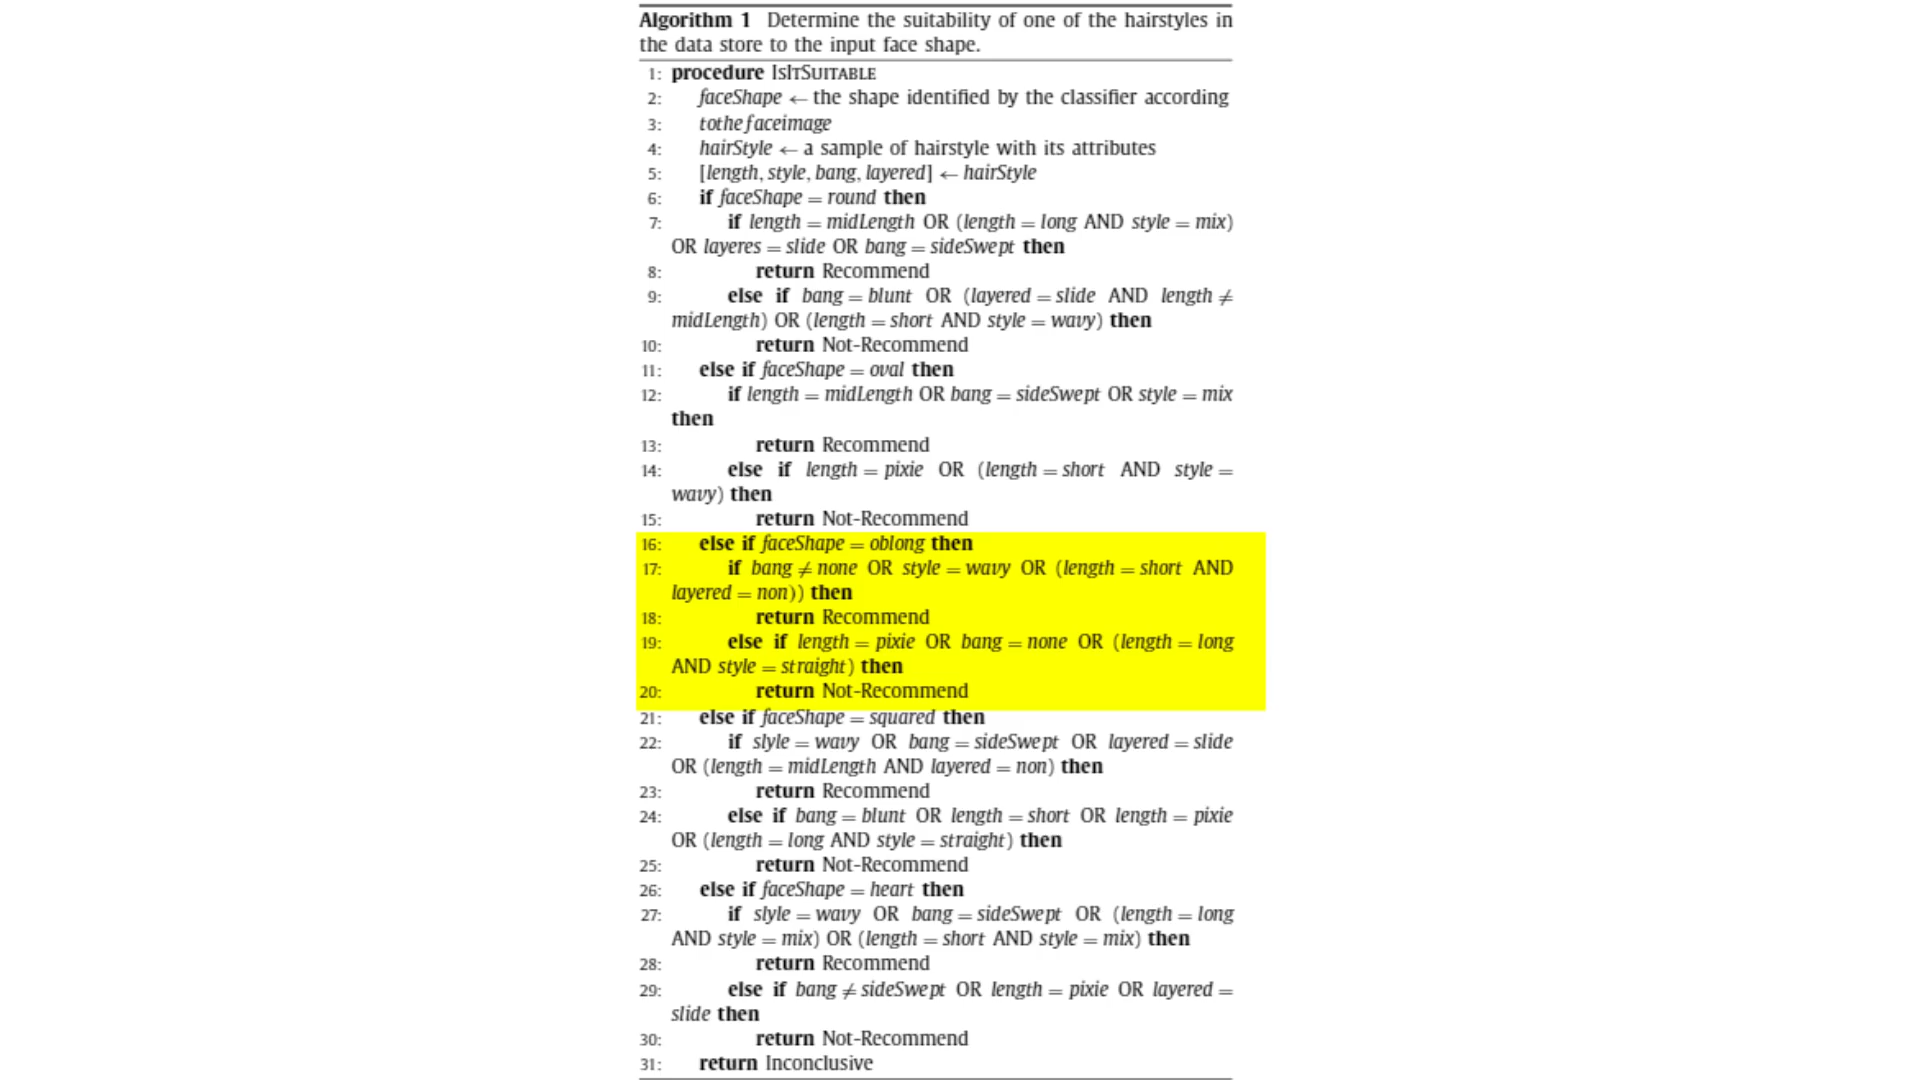 Algorithm 1 Determine the suitability of one of the hairstyles in
the data store to the input face shape.
1: procedure IsItSuitable
2: faceShape ← the shape identified by the classifier according
3: tothefaceimage
4: hairStyle ← a sample of hairstyle with its attributes
5: [length, style, bang, layered] ← hairStyle
6: if faceShape = round then
7: if length = midLength OR (length = long AND style = mix)
OR layeres = slide OR bang = sideSwept then
8: return Recommend
9: else if bang = blunt OR (layered = slide AND length ≠
midLength) OR (length = short AND style = wavy) then
10: return Not-Recommend
11: else if faceShape = oval then
12: if length = midLength OR bang = sideSwept OR style = mix
then
13: return Recommend
14: else if length = pixie OR (length = short AND style =
wavy) then
15: return Not-Recommend
16: else if faceShape = oblong then
17: if bang ≠ none OR style = wavy OR (length = short AND
layered = non)) then
18: return Recommend
19: else if length = pixie OR bang = none OR (length = long
AND style = straight) then
20: return Not-Recommend
21: else if faceShape = squared then
22: if slyle = wavy OR bang = sideSwept OR layered = slide
OR (length = midLength AND layered = non) then
23: return Recommend
24: else if bang = blunt OR length = short OR length = pixie
OR (length = long AND style = straight) then
25: return Not-Recommend
26: else if faceShape = heart then
27: if slyle = wavy OR bang = sideSwept OR (length = long
AND style = mix) OR (length = short AND style = mix) then
28: return Recommend
29: else if bang ≠ sideSwept OR length = pixie OR layered =
slide then
30: return Not-Recommend
31: return Inconclusive